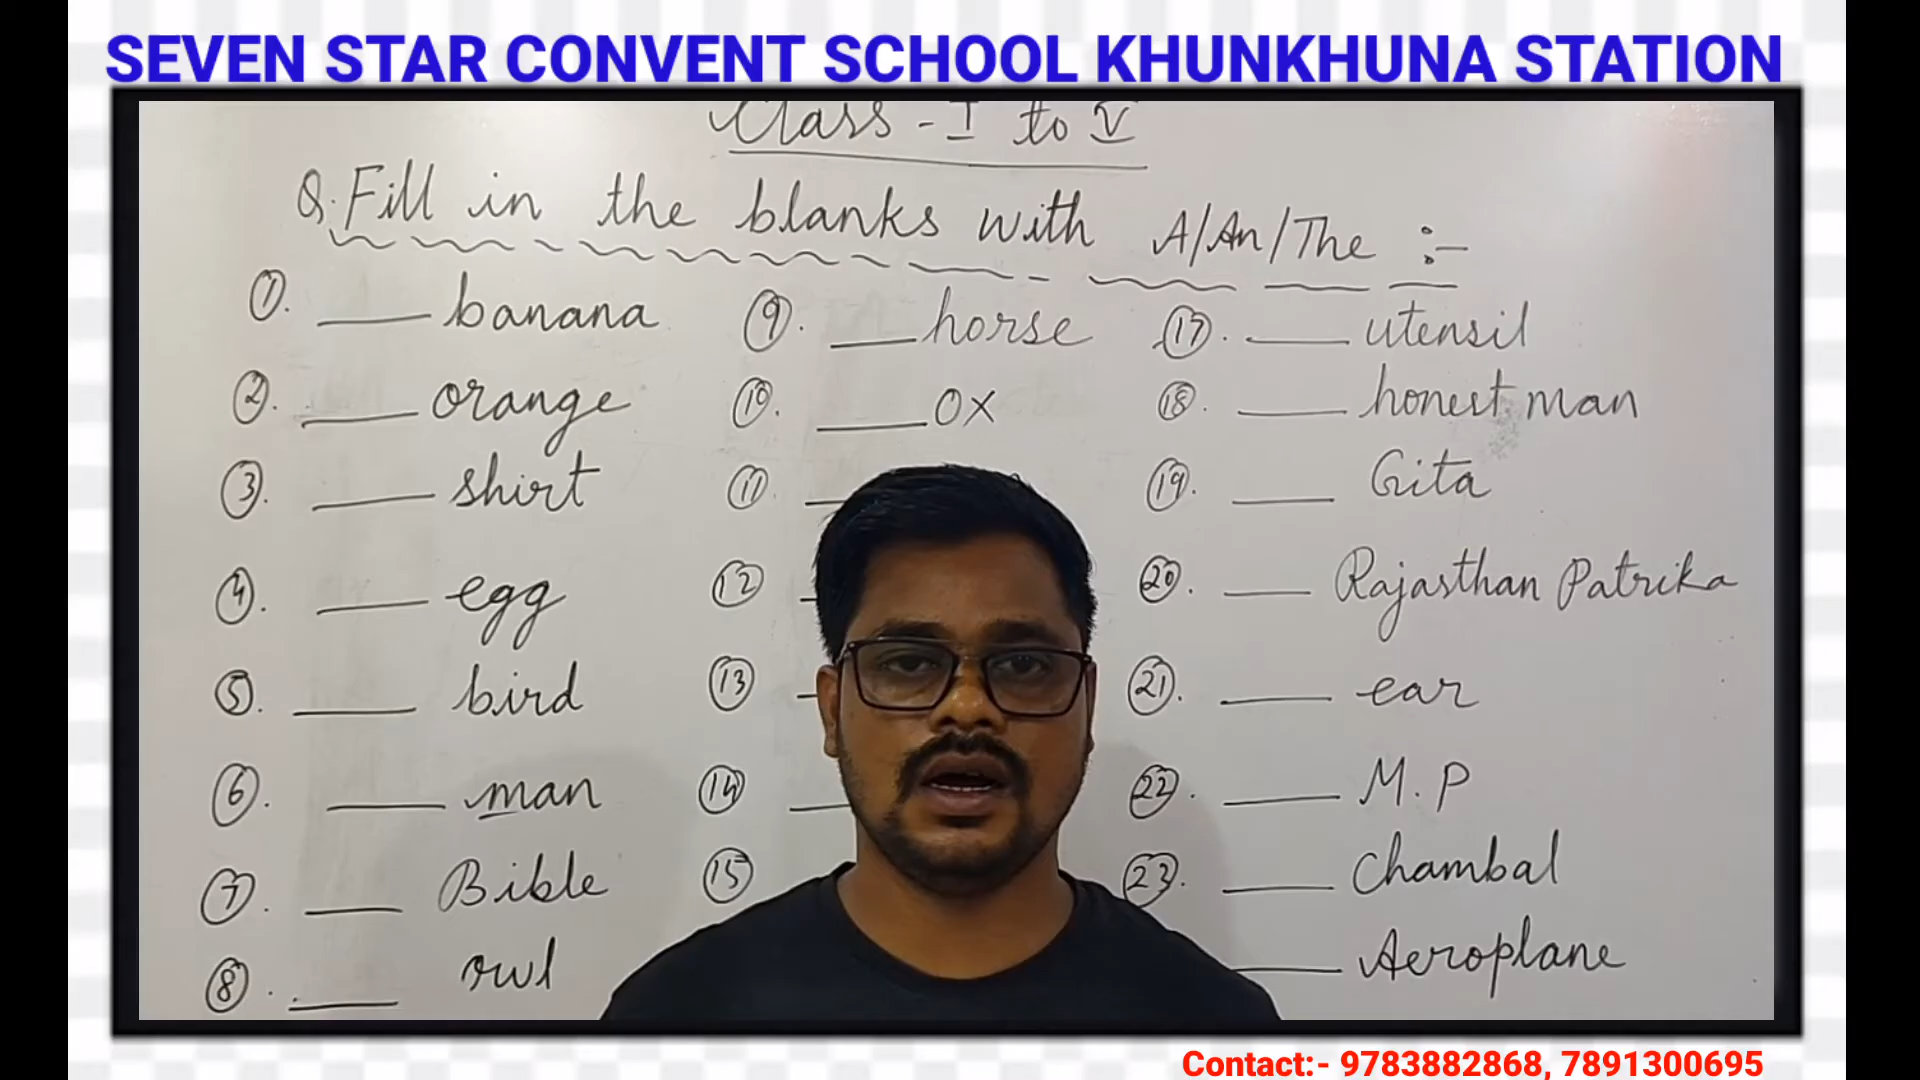 SEVEN STAR CONVENT SCHOOL KHUNKHUNA STATION
Class - I to V
Q. Fill in the blanks with A/An/The :-
1. ___ banana
2. ___ orange
3. ___ shirt
4. ___ egg
5. ___ bird
6. ___ man
7. ___ Bible
8. ___ owl
9. ___ horse
10. ___ ox
11. ___
12 ___
13 ___
14 ___
15
17. ___ utensil
18. ___ honest man
19. ___ Gita
20. ___ Rajasthan Patrika
21. ___ ear
22. ___ M.P
23. ___ Chambal
___ Aeroplane
Contact:- 9783882868, 7891300695